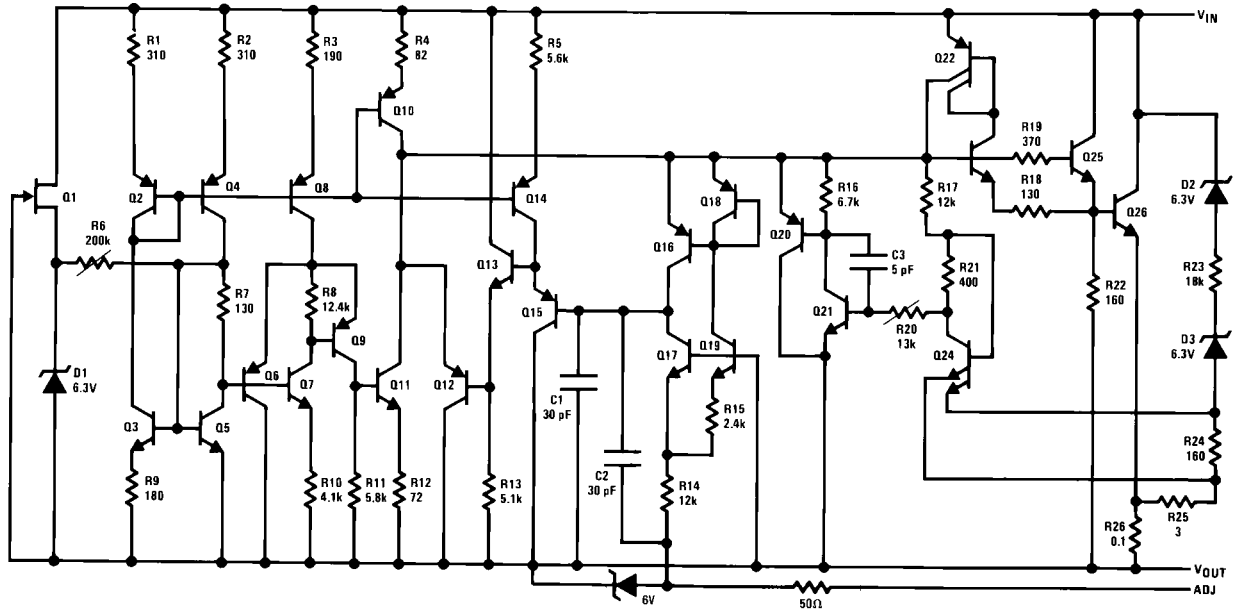 V_IN
R1
310
R2
310
R3
190
R4
82
R5
5.6k
Q22
Q10
R19
370
Q25
Q1
Q2
Q4
Q8
Q14
Q18
R16
6.7k
R17
12k
R18
130
Q26
D2
6.3V
R6
200k
Q13
Q16
Q20
C3
5 pF
R21
400
R23
18k
R7
130
R8
12.4k
Q9
Q15
Q21
R20
13k
R22
160
D3
6.3V
D1
6.3V
Q6
Q7
Q11
Q12
C1
30 pF
Q17
Q19
Q24
R15
2.4k
Q3
Q5
R24
160
R9
180
R10
4.1k
R11
5.8k
R12
72
R13
5.1k
C2
30 pF
R14
12k
R26
0.1
R25
3
V_OUT
6V
50Ω
ADJ